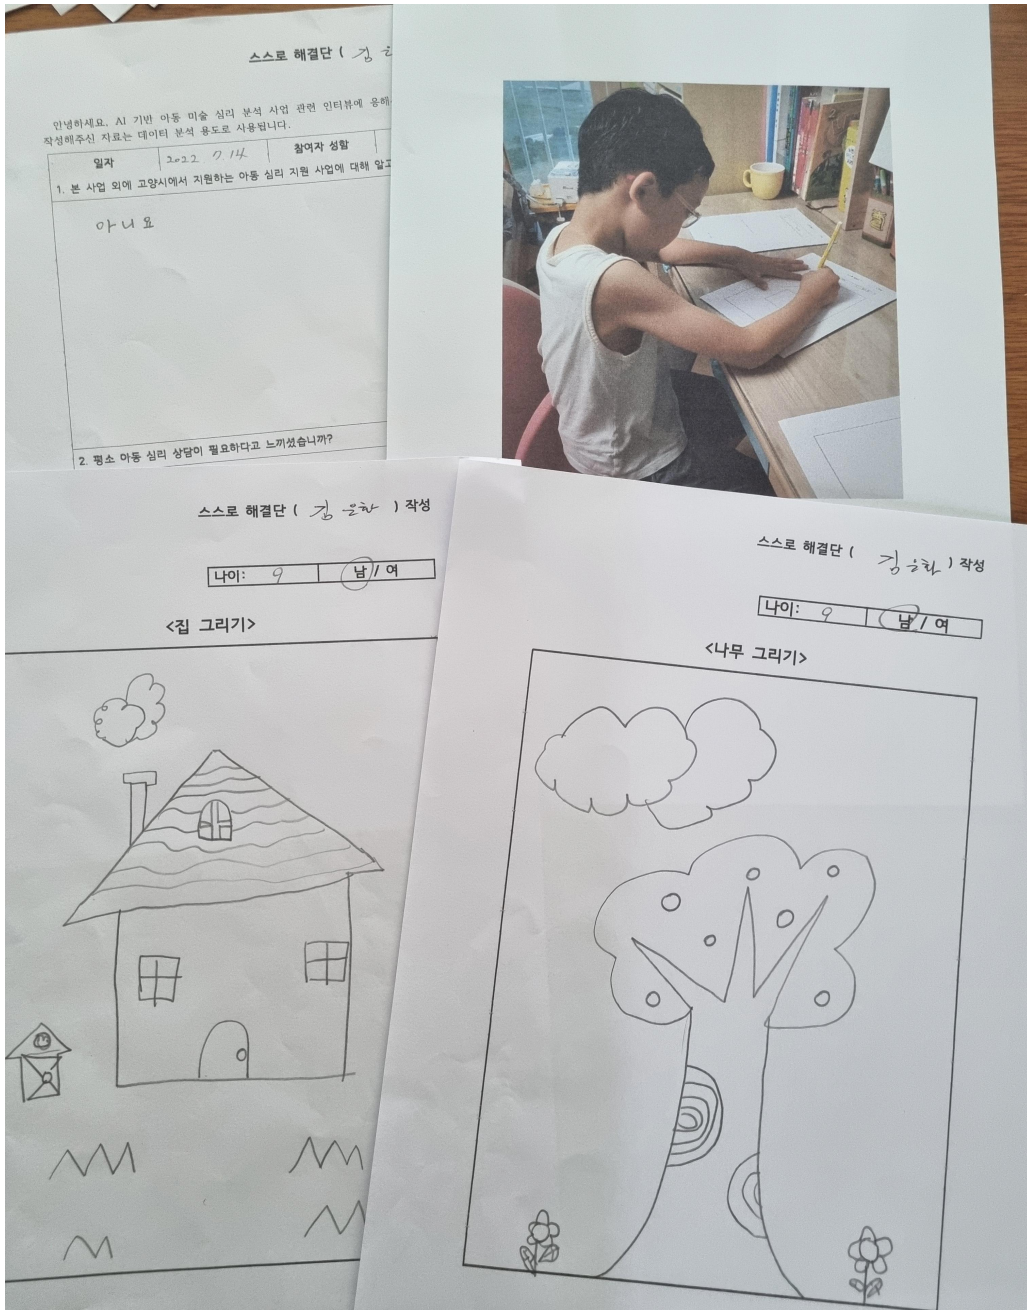 스스로 해결단 ( 김
안녕하세요, AI 기반 아동 미술 심리 분석 사업 관련 인터뷰에 응해
작성해주신 자료는 데이터 분석 용도로 사용됩니다.
일자 2022 7.14 참여자 성함
1. 본 사업 외에 고양시에서 지원하는 아동 심리 지원 사업에 대해 알고
아니요
2. 평소 아동 심리 상담이 필요하다고 느끼셨습니까?
스스로 해결단 ( 김은화 ) 작성
나이: 9 남 / 여
<집 그리기>
스스로 해결단 ( 김은화 ) 작성
나이: 9 남 / 여
<나무 그리기>